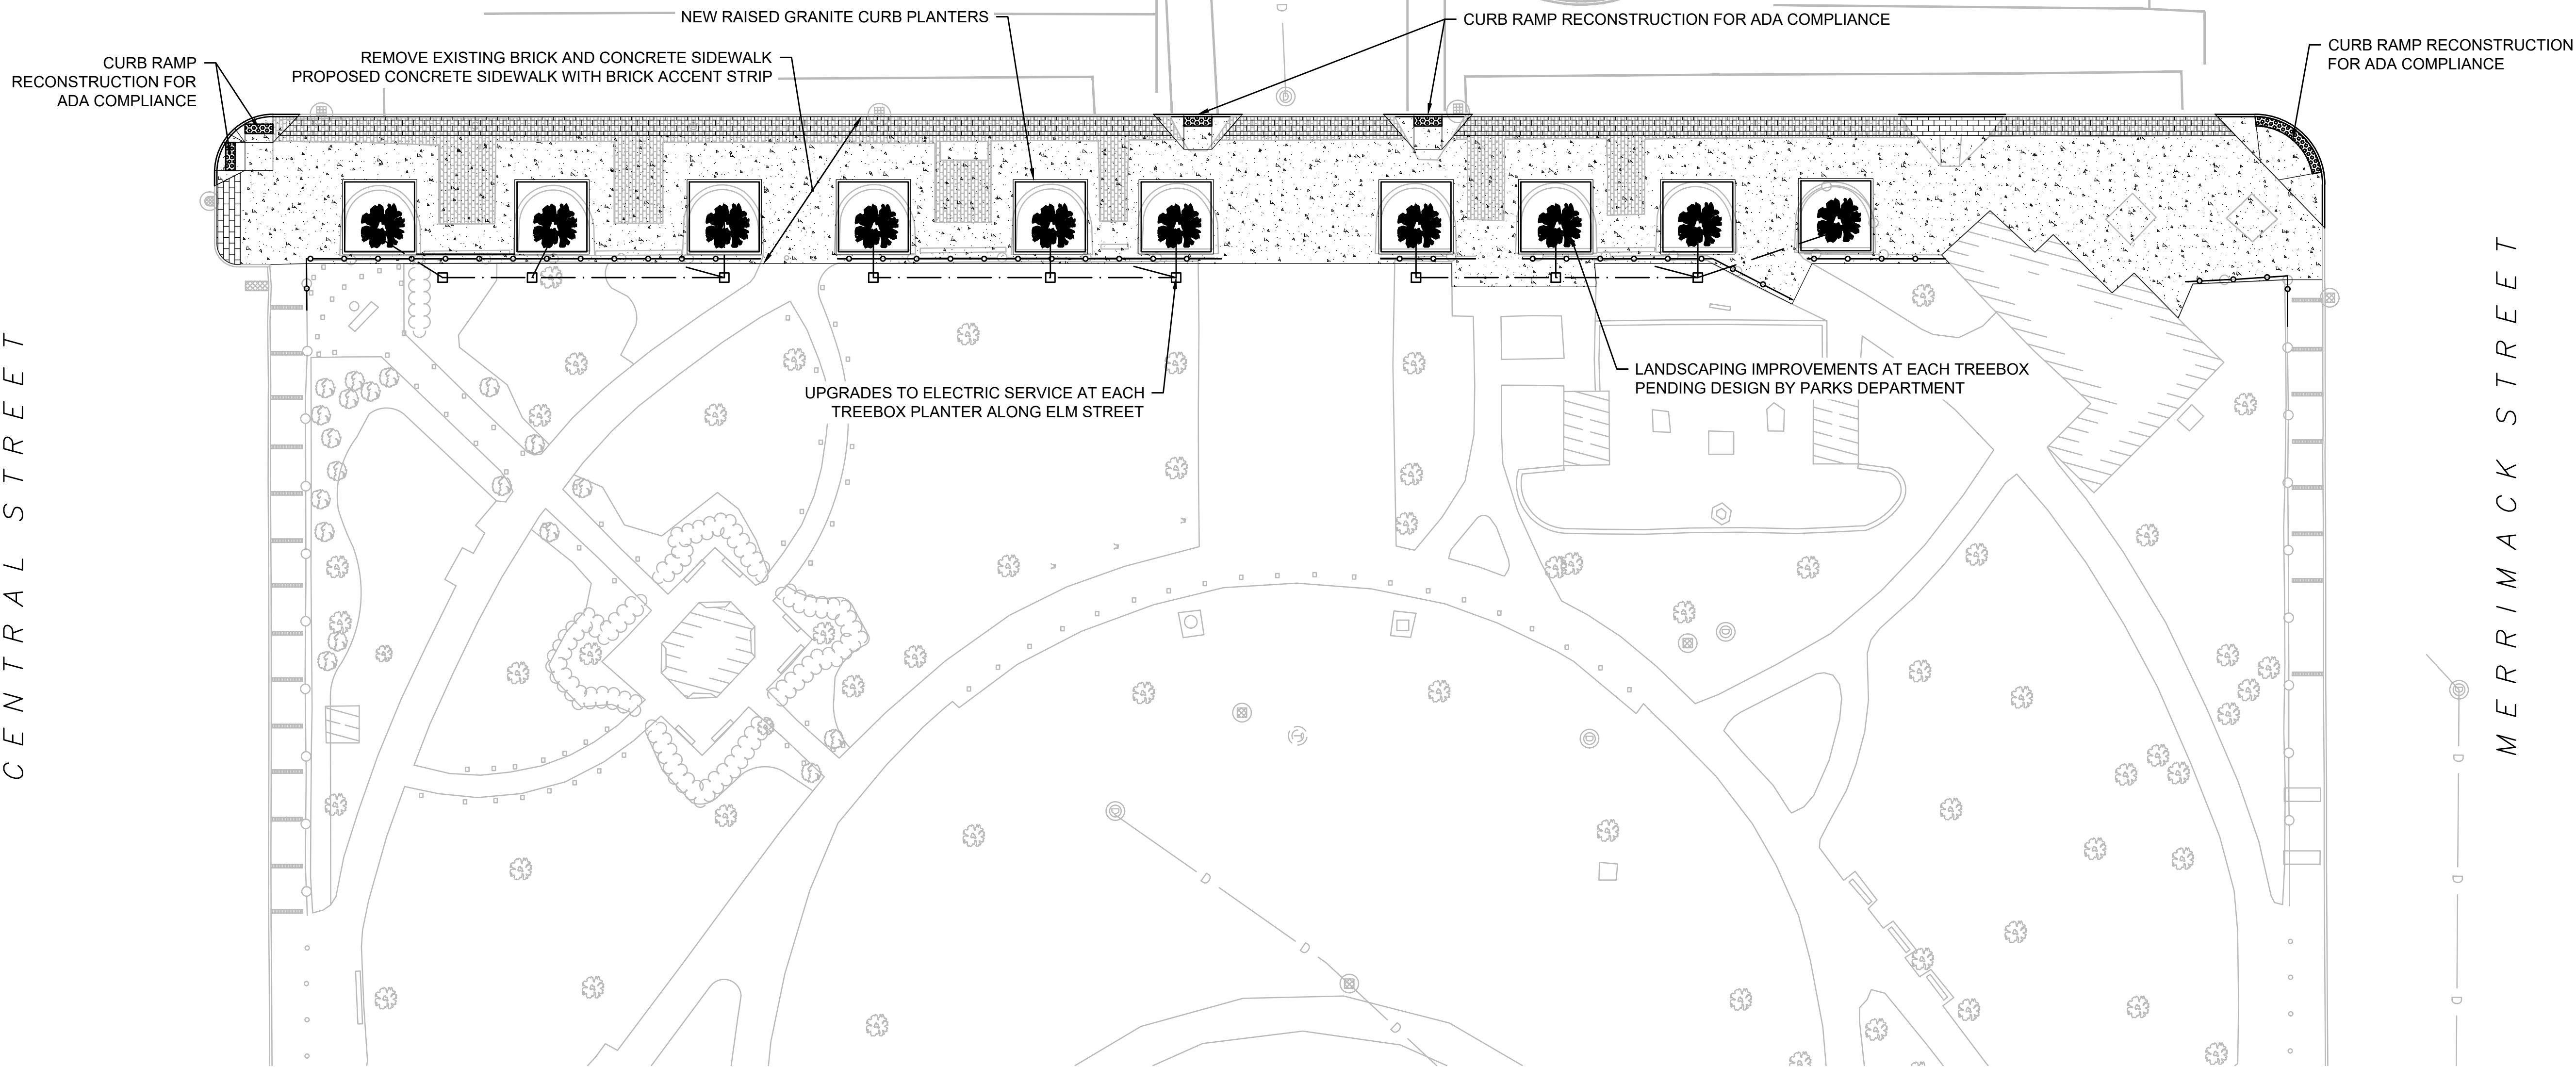 NEW RAISED GRANITE CURB PLANTERS
CURB RAMP RECONSTRUCTION FOR ADA COMPLIANCE
REMOVE EXISTING BRICK AND CONCRETE SIDEWALK
PROPOSED CONCRETE SIDEWALK WITH BRICK ACCENT STRIP
CURB RAMP
RECONSTRUCTION FOR
ADA COMPLIANCE
CURB RAMP RECONSTRUCTION
FOR ADA COMPLIANCE
UPGRADES TO ELECTRIC SERVICE AT EACH
TREEBOX PLANTER ALONG ELM STREET
LANDSCAPING IMPROVEMENTS AT EACH TREEBOX
PENDING DESIGN BY PARKS DEPARTMENT
CENTRAL STREET
MERRIMACK STREET